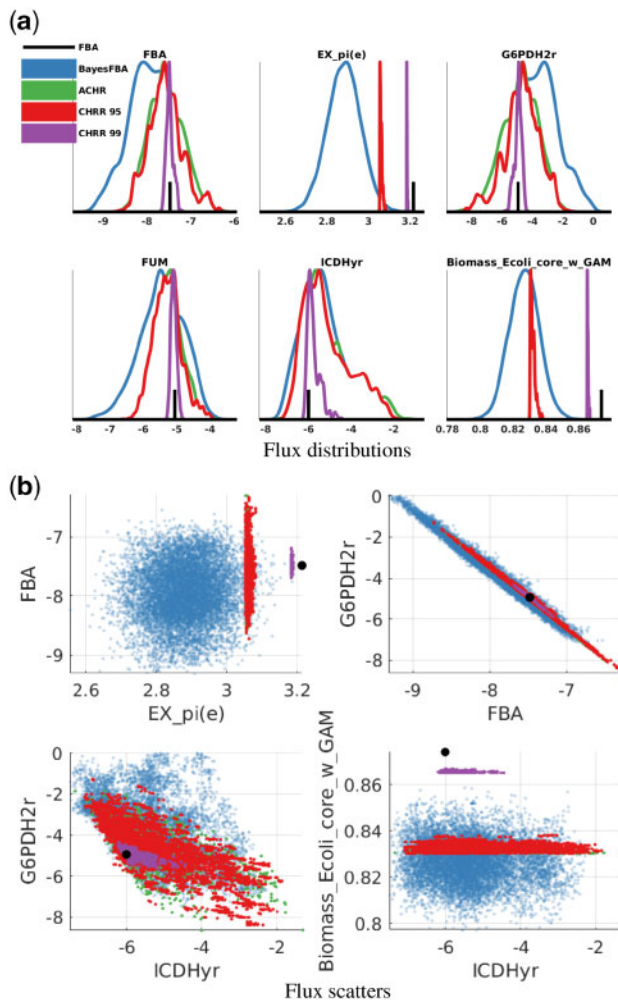 (a)
FBA
BayesFBA
ACHR
CHRR 95
CHRR 99
FBA
EX_pi(e)
G6PDH2r
-9 -8 -7 -6
2.6 2.8 3 3.2
-8 -6 -4 -2 0
FUM
ICDHyr
Biomass_Ecoli_core_w_GAM
-8 -7 -6 -5 -4
-8 -6 -4 -2
0.78 0.8 0.82 0.84 0.86
Flux distributions
(b)
FBA
-7
-8
-9
2.6 2.8 3 3.2
EX_pi(e)
G6PDH2r
0
-2
-4
-6
-8
-9 -8 -7
FBA
G6PDH2r
0
-2
-4
-6
-8
-6 -4 -2
ICDHyr
Biomass_Ecoli_core_w_GAM
0.86
0.84
0.82
0.8
-6 -4 -2
ICDHyr
Flux scatters